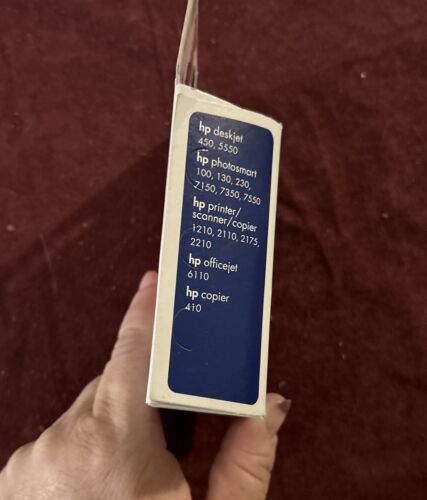 hp deskjet
450, 5550
hp photosmart
100, 130, 230,
7150, 7350, 7550
hp printer/
scanner/copier
1210, 2110, 2175,
2210
hp officejet
6110
hp copier
410